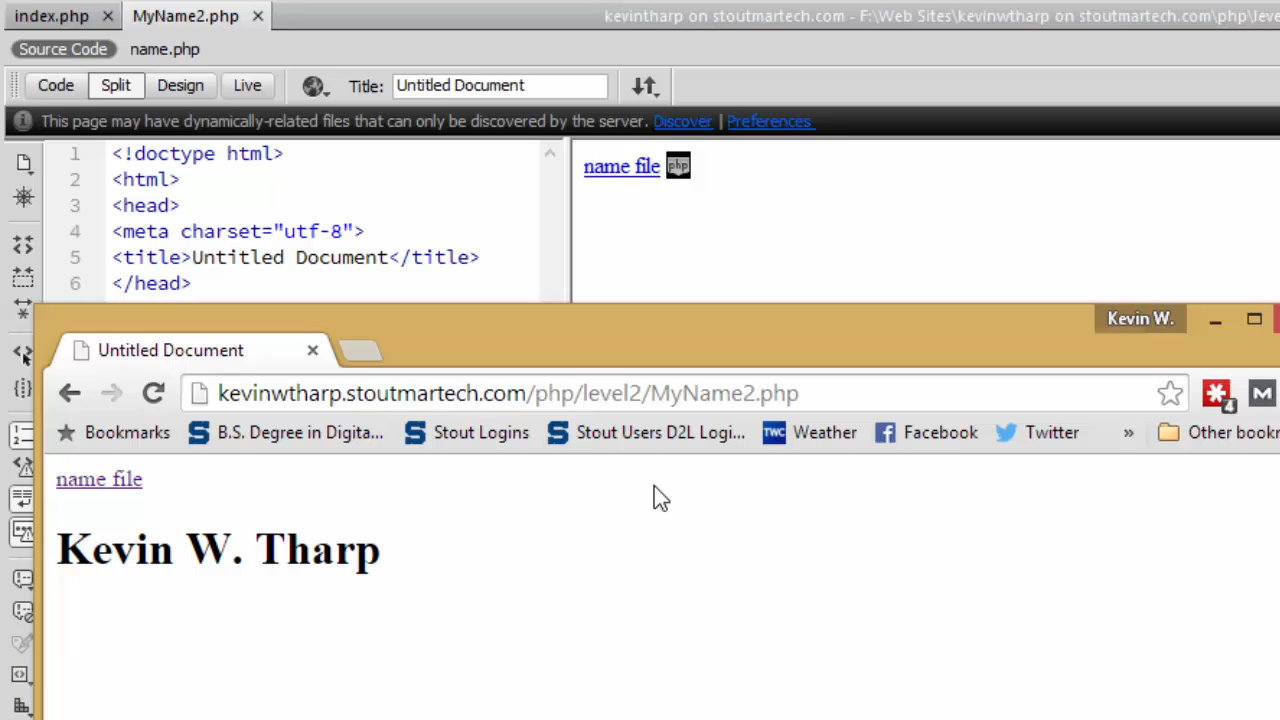 index.php × MyName2.php × kevintharp on stoutmartech.com - F:\Web Sites\kevinwtharp on stoutmartech.com\php\leve
Source Code name.php
Code Split Design Live Title: Untitled Document
This page may have dynamically-related files that can only be discovered by the server. Discover | Preferences
1 <!doctype html>
name file php
2 <html>
3 <head>
4 <meta charset="utf-8">
5 <title>Untitled Document</title>
6 </head>
Kevin W.
Untitled Document ×
kevinwtharp.stoutmartech.com/php/level2/MyName2.php 4
Bookmarks S B.S. Degree in Digita... S Stout Logins S Stout Users D2L Logi... TWC Weather f Facebook Twitter » Other bookr
name file
Kevin W. Tharp